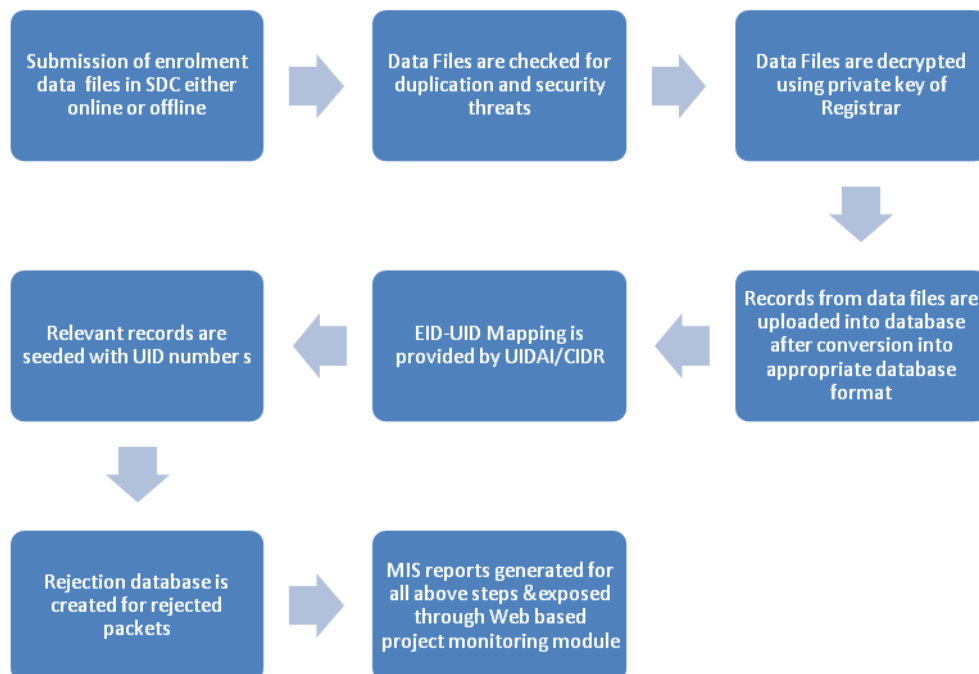 Submission of enrolment
data files in SDC either
online or offline
Data Files are checked for
duplication and security
threats
Data Files are decrypted
using private key of
Registrar
Records from data files are
uploaded into database
after conversion into
appropriate database
format
EID-UID Mapping is
provided by UIDAI/CIDR
Relevant records are
seeded with UID number s
Rejection database is
created for rejected
packets
MIS reports generated for
all above steps &exposed
through Web based
project monitoring module